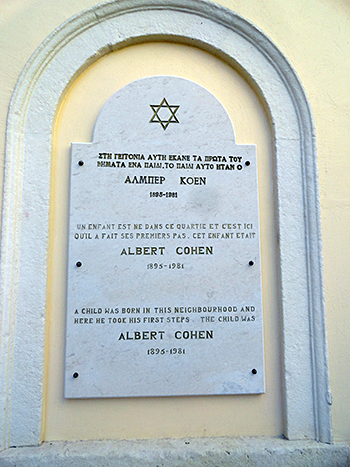 ΣΤΗ ΓΕΙΤΟΝΙΑ ΑΥΤΗ ΕΚΑΝΕ ΤΑ ΠΡΩΤΑ ΤΟΥ
ΒΗΜΑΤΑ ΕΝΑ ΠΑΙΔΙ, ΤΟ ΠΑΙΔΙ ΑΥΤΟ ΗΤΑΝ Ο
ΑΛΜΠΕΡ ΚΟΕΝ
1895-1981
UN ENFANT EST NE DANS CE QUARTIE ET C'EST ICI
QU'IL A FAIT SES PREMIERS PAS. CET ENFANT ETAIT
ALBERT COHEN
1895-1981
A CHILD WAS BORN IN THIS NEIGHBOURHOOD AND
HERE HE TOOK HIS FIRST STEPS. THE CHILD WAS
ALBERT COHEN
1895-1981